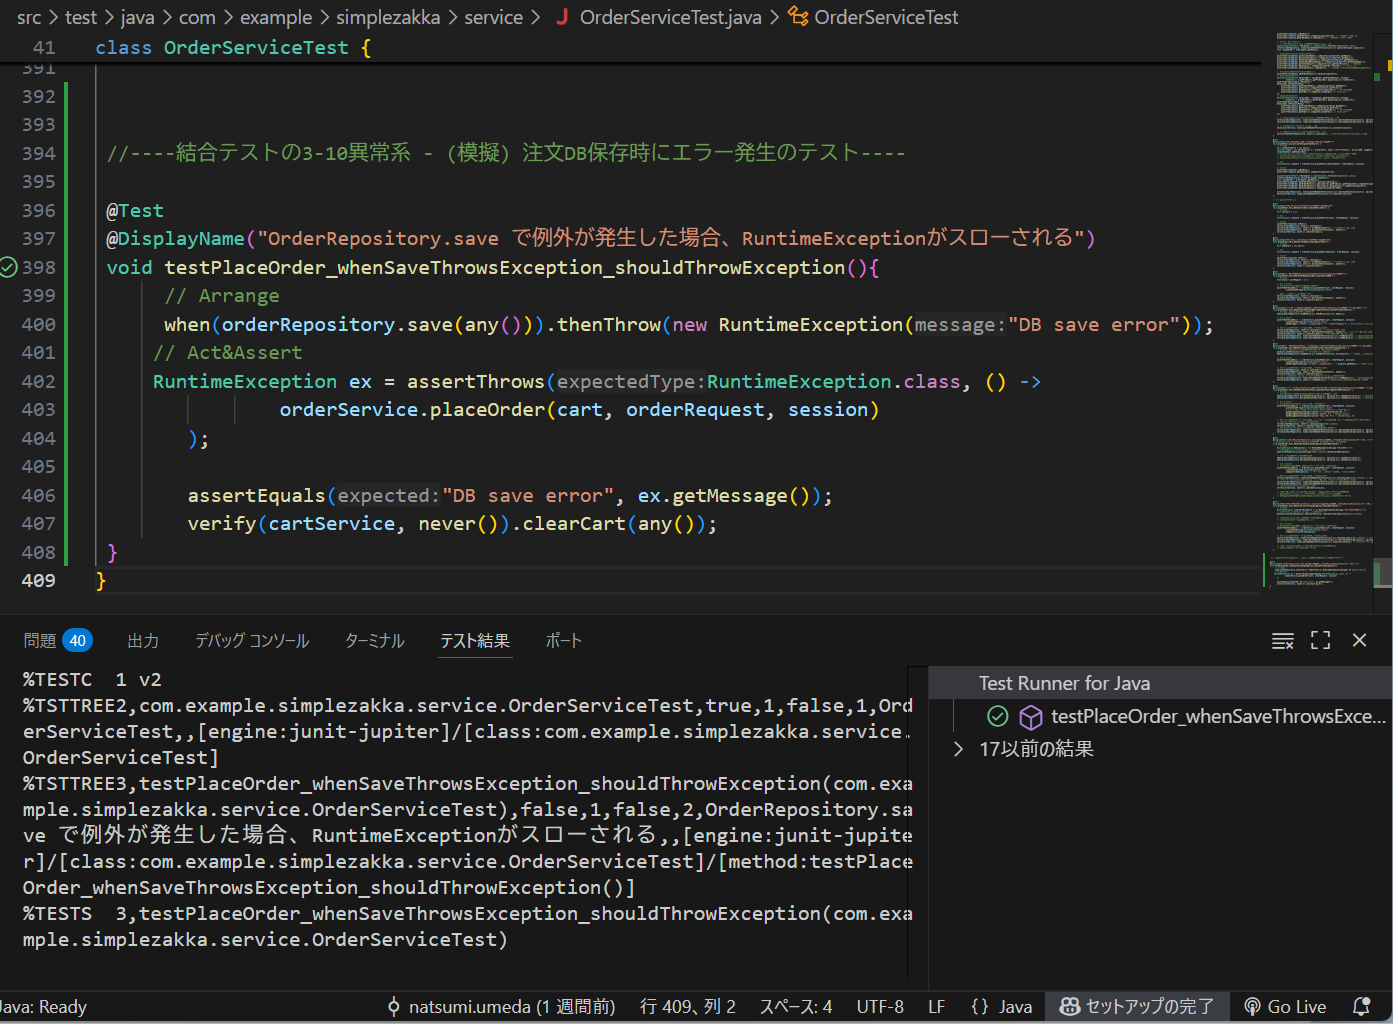 src > test > java > com > example > simplezakka > service > J OrderServiceTest.java > OrderServiceTest
41 class OrderServiceTest {
391
392
393
394 //----結合テストの3-10異常系 - (模擬) 注文DB保存時にエラー発生のテスト----
395
396 @Test
397 @DisplayName("OrderRepository.save で例外が発生した場合、RuntimeExceptionがスローされる")
398 void testPlaceOrder_whenSaveThrowsException_shouldThrowException(){
399 // Arrange
400 when(orderRepository.save(any())).thenThrow(new RuntimeException(message:"DB save error"));
401 // Act&Assert
402 RuntimeException ex = assertThrows(expectedType:RuntimeException.class, () ->
403 orderService.placeOrder(cart, orderRequest, session)
404 );
405
406 assertEquals(expected:"DB save error", ex.getMessage());
407 verify(cartService, never()).clearCart(any());
408 }
409 }
問題 40 出力 デバッグ コンソール ターミナル テスト結果 ポート
%TESTC 1 v2
%TSTTREE2,com.example.simplezakka.service.OrderServiceTest,true,1,false,1,Ord
erServiceTest,,[engine:junit-jupiter]/[class:com.example.simplezakka.service.
OrderServiceTest]
%TSTTREE3,testPlaceOrder_whenSaveThrowsException_shouldThrowException(com.exa
mple.simplezakka.service.OrderServiceTest),false,1,false,2,OrderRepository.sa
ve で例外が発生した場合、RuntimeExceptionがスローされる,,[engine:junit-jupite
r]/[class:com.example.simplezakka.service.OrderServiceTest]/[method:testPlace
Order_whenSaveThrowsException_shouldThrowException()]
%TESTS 3,testPlaceOrder_whenSaveThrowsException_shouldThrowException(com.exa
mple.simplezakka.service.OrderServiceTest)
Test Runner for Java
testPlaceOrder_whenSaveThrowsExce...
> 17以前の結果
Java: Ready natsumi.umeda (1 週間前) 行 409、列 2 スペース: 4 UTF-8 LF {} Java セットアップの完了 Go Live